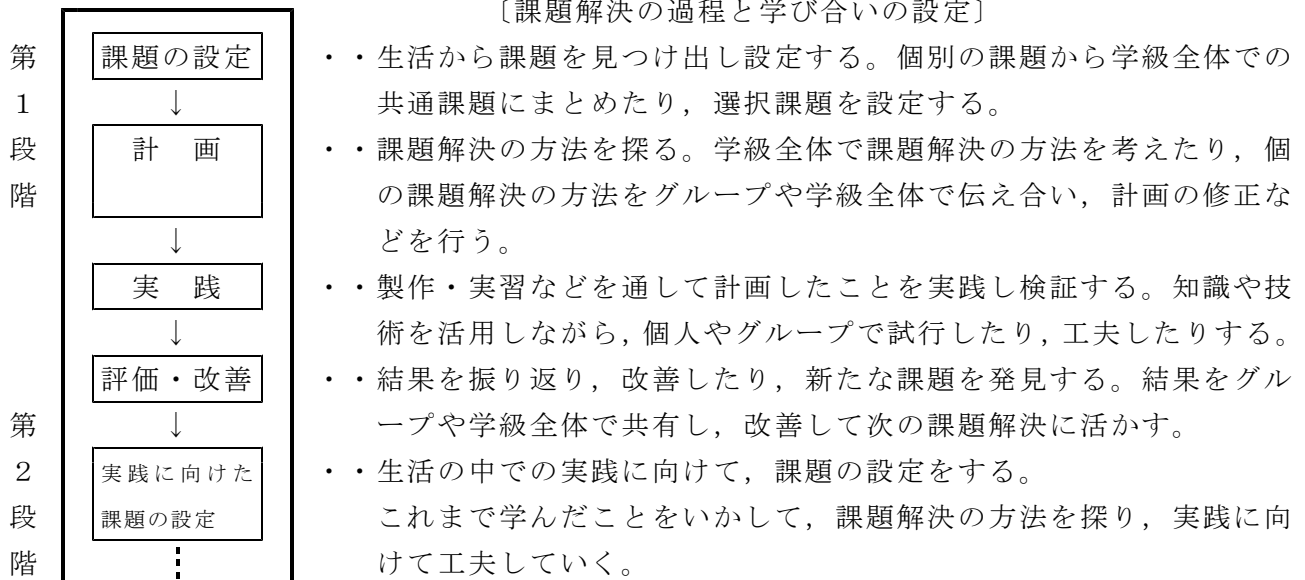 〔課題解決の過程と学び合いの設定〕
第 課題の設定 ・・生活から課題を見つけ出し設定する。個別の課題から学級全体での
1 ↓ 共通課題にまとめたり，選択課題を設定する。
段 計　画 ・・課題解決の方法を探る。学級全体で課題解決の方法を考えたり，個
階 の課題解決の方法をグループや学級全体で伝え合い，計画の修正な
↓ どを行う。
実　践 ・・製作・実習などを通して計画したことを実践し検証する。知識や技
↓ 術を活用しながら，個人やグループで試行したり，工夫したりする。
評価・改善 ・・結果を振り返り，改善したり，新たな課題を発見する。結果をグル
第 ↓ ープや学級全体で共有し，改善して次の課題解決に活かす。
2 実践に向けた ・・生活の中での実践に向けて，課題の設定をする。
段 課題の設定 これまで学んだことをいかして，課題解決の方法を探り，実践に向
階 けて工夫していく。